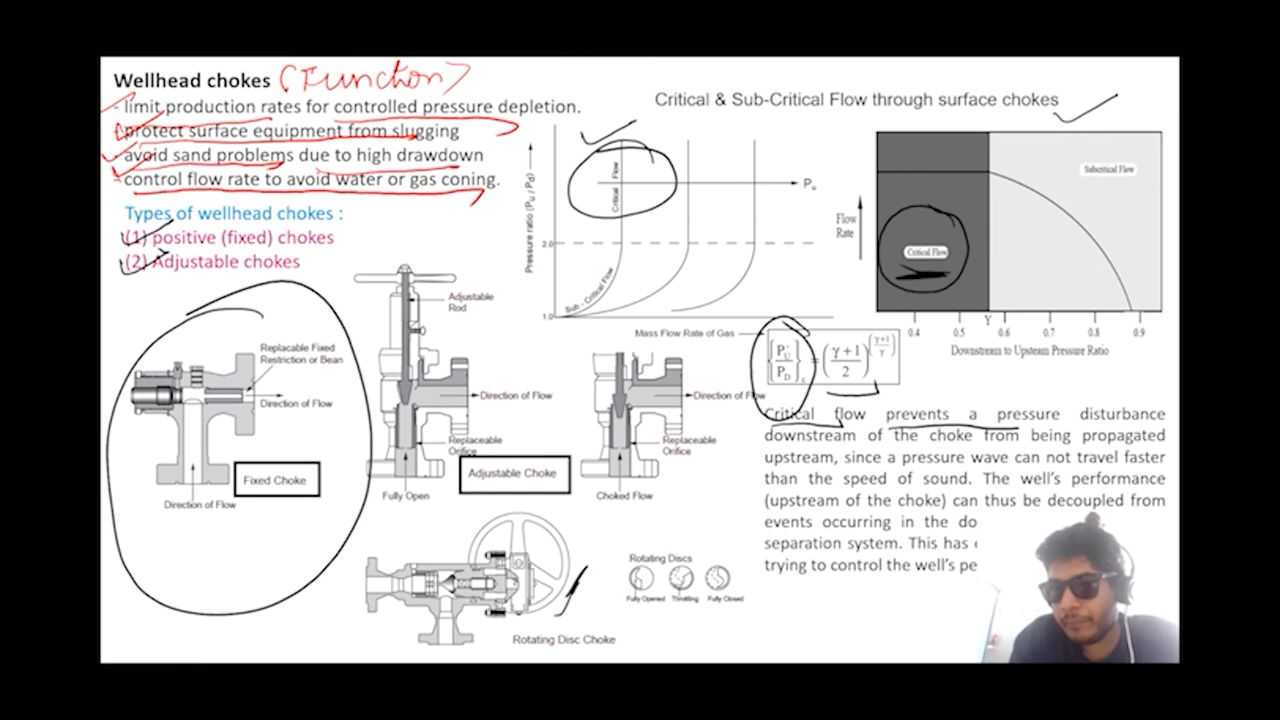 Wellhead chokes (Function)
- limit production rates for controlled pressure depletion.
- protect surface equipment from slugging
- avoid sand problems due to high drawdown
- control flow rate to avoid water or gas coning.
Types of wellhead chokes :
(1) positive (fixed) chokes
(2) Adjustable chokes
Replacable Fixed
Restriction or Bean
Direction of Flow
Fixed Choke
Direction of Flow
Adjustable
Rod
Direction of Flow
Replaceable
Orifice
Fully Open
Adjustable Choke
Direction of Flow
Replaceable
Orifice
Choked Flow
Rotating Discs
Fully Opened Throttling Fully Closed
Rotating Disc Choke
Critical & Sub-Critical Flow through surface chokes
Pressure ratio (Pu / Pd)
2.0
1.0
Critical Flow
Sub - Critical Flow
Mass Flow Rate of Gas
Flow
Rate
Critical Flow
Subcritical Flow
0.4 0.5 Y 0.6 0.7 0.8 0.9
Downstream to Upsteam Pressure Ratio
Critical flow prevents a pressure disturbance
downstream of the choke from being propagated
upstream, since a pressure wave can not travel faster
than the speed of sound. The well's performance
(upstream of the choke) can thus be decoupled from
events occurring in the do
separation system. This has
trying to control the well's pe